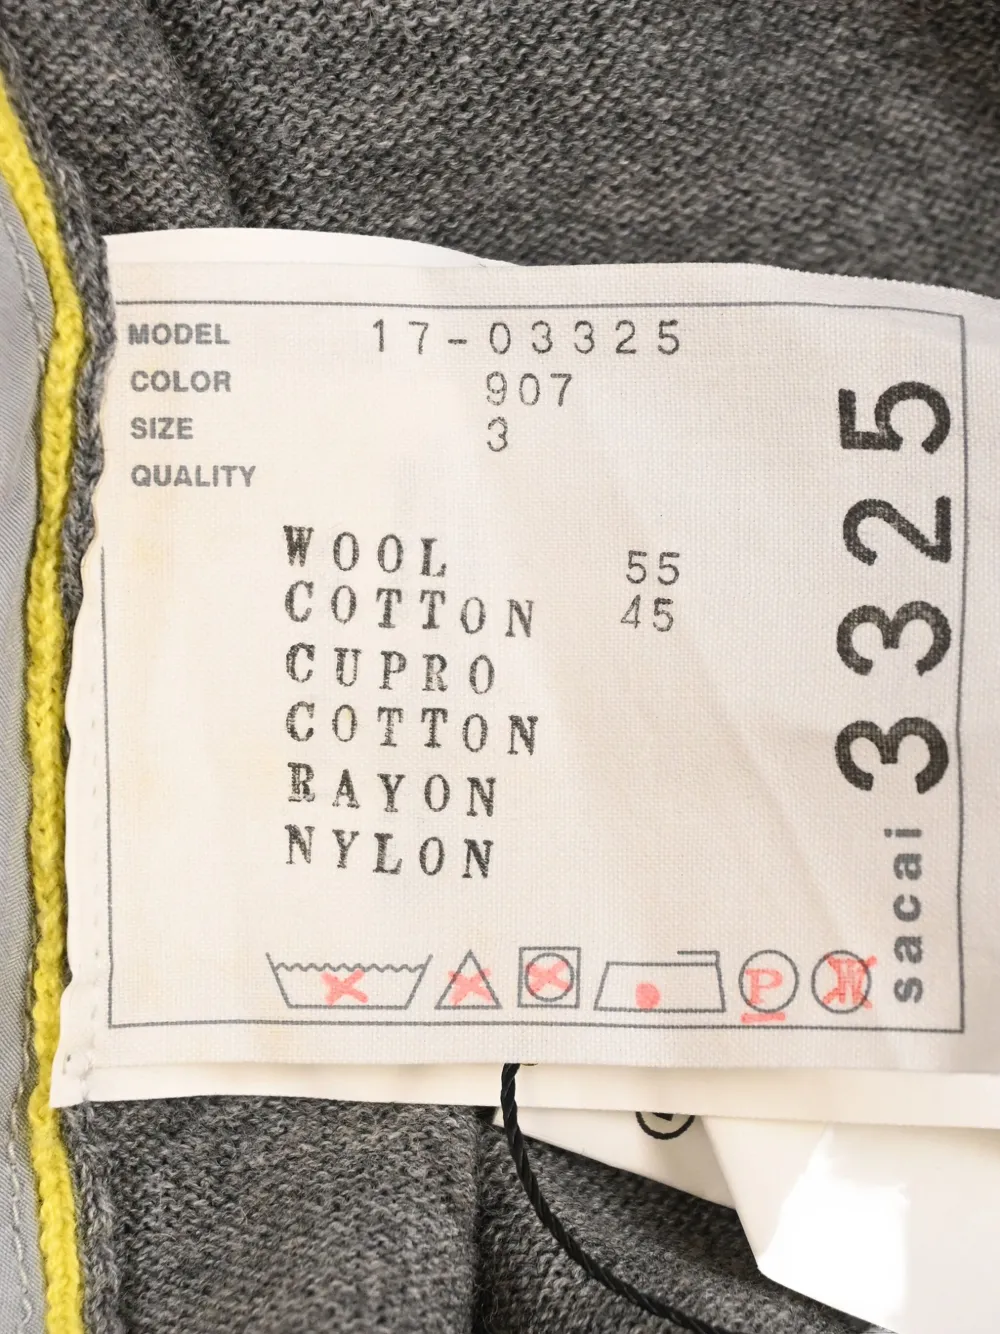 MODEL 17-03325
COLOR 907
SIZE 3
QUALITY
WOOL 55
COTTON 45
CUPRO
COTTON
RAYON
NYLON
P
W
sacai 3325